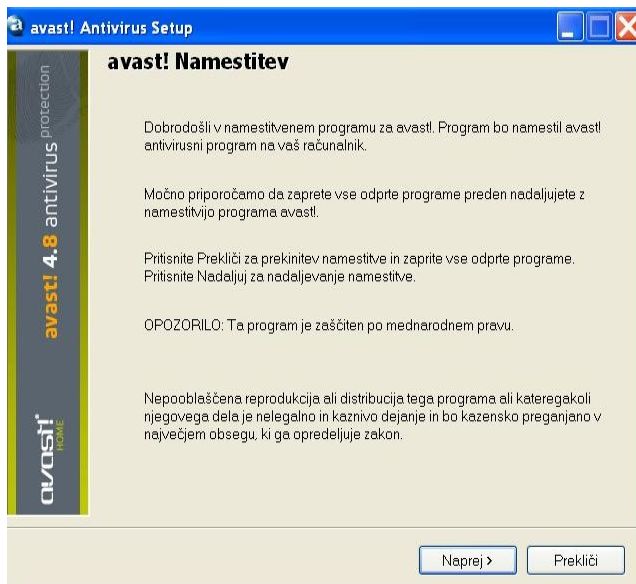 avast! Antivirus Setup
avast! Namestitev
Dobrodošli v namestitvenem programu za avast!. Program bo namestil avast!
antivirusni program na vaš računalnik.
Močno priporočamo da zaprete vse odprte programe preden nadaljujete z
namestvijo programa avast!.
Pritisnite Prekliči za prekinitev namestitve in zaprite vse odprte programe.
Pritisnite Nadaljuj za nadaljevanje namestitve.
OPOZORILO: Ta program je zaščiten po mednarodnem pravu.
Nepooblaščena reprodukcija ali distribucija tega programa ali kateregakoli
njegovega dela je nelegalno in kaznivo dejanje in bo kazensko preganjano v
največjem obsegu, ki ga opredeljuje zakon.
avast! 4.8 antivirus protection
avast!
HOME
Naprej >
Prekliči